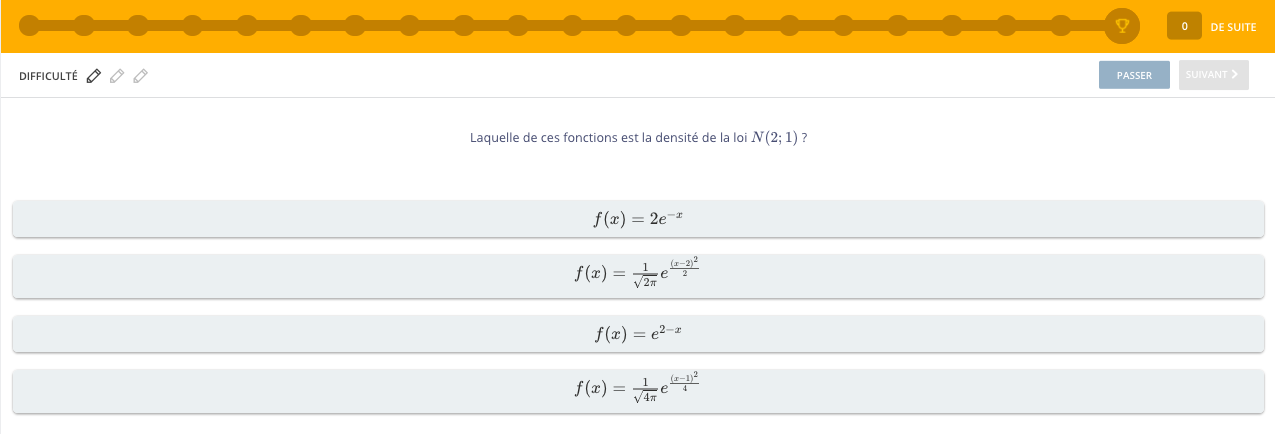 0 DE SUITE
DIFFICULTÉ PASSER SUIVANT
Laquelle de ces fonctions est la densité de la loi $N(2;1)$ ?
$f(x) = 2e^{-x}$
$f(x) = \frac{1}{\sqrt{2\pi}} e^{\frac{(x-2)^2}{2}}$
$f(x) = e^{2-x}$
$f(x) = \frac{1}{\sqrt{4\pi}} e^{\frac{(x-1)^2}{4}}$